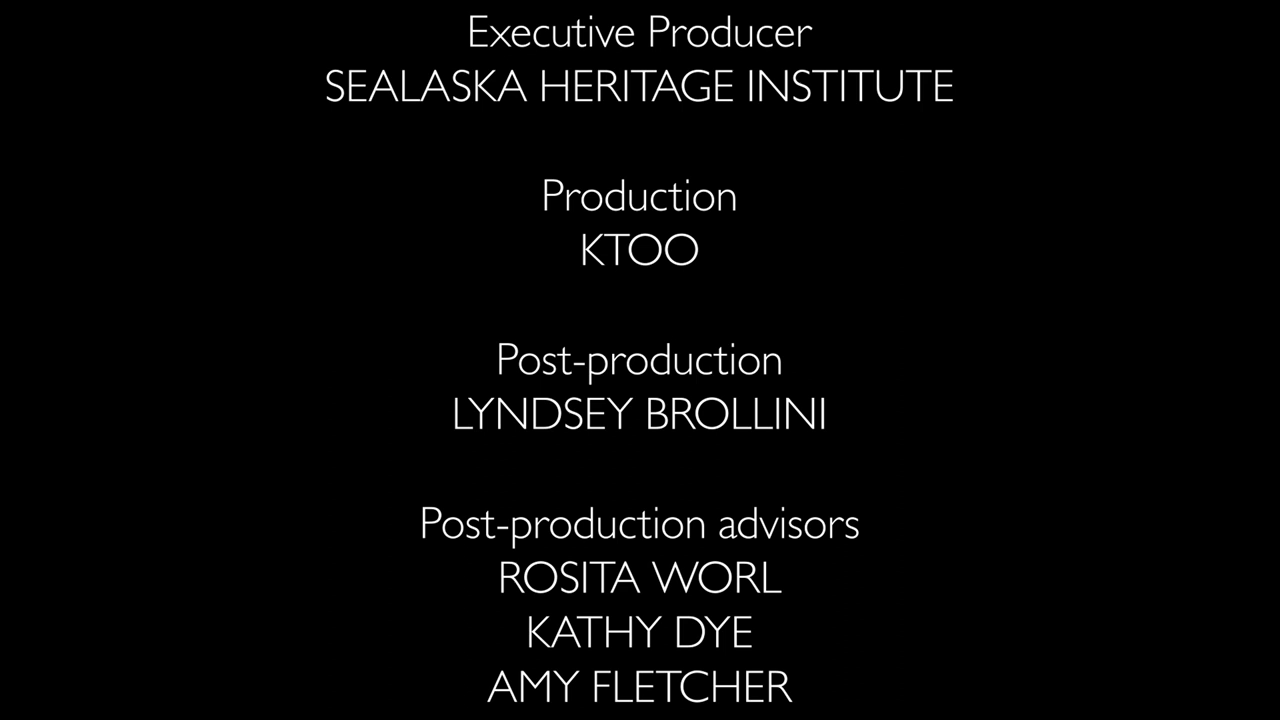 Executive Producer
SEALASKA HERITAGE INSTITUTE
Production
KTOO
Post-production
LYNDSEY BROLLINI
Post-production advisors
ROSITA WORL
KATHY DYE
AMY FLETCHER